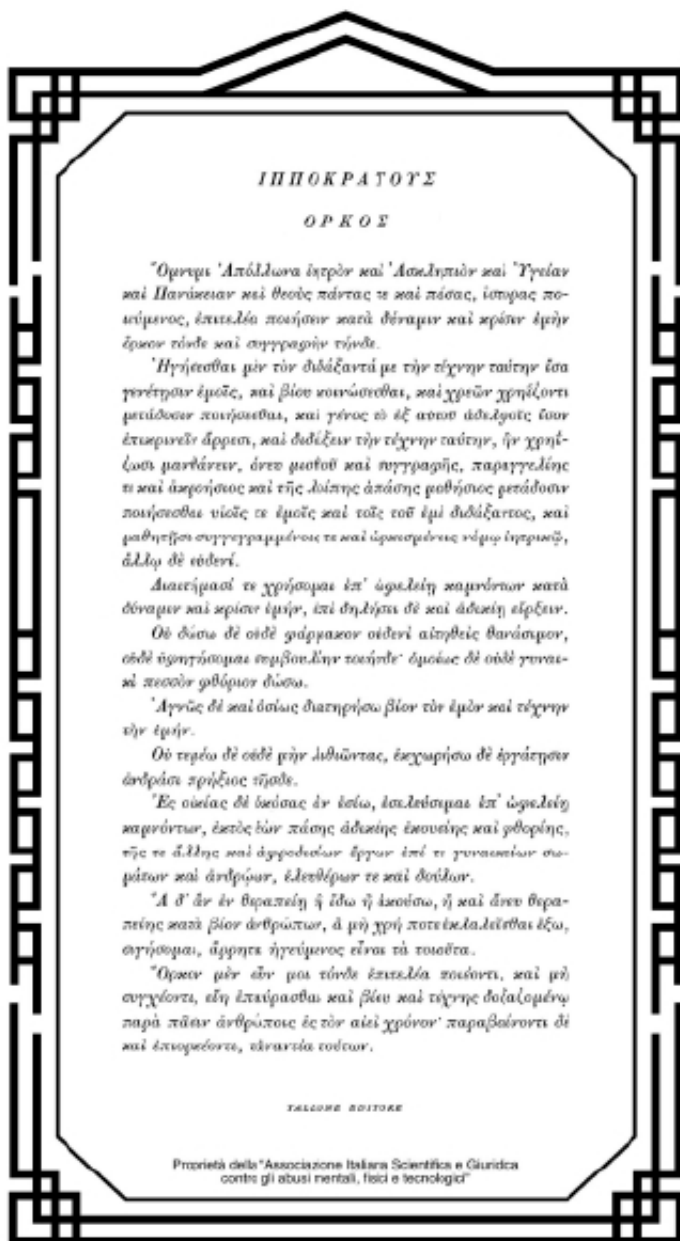 ΙΠΠΟΚΡΑΤΟΥΣ
ΟΡΚΟΣ
Ὄμνυμι Ἀπόλλωνα ἰητρὸν καὶ Ἀσκληπιὸν καὶ Ὑγείαν
καὶ Πανάκειαν καὶ θεοὺς πάντας τε καὶ πάσας, ἵστορας ποι-
εύμενος, ἐπιτελέα ποιήσειν κατὰ δύναμιν καὶ κρίσιν ἐμὴν
ὅρκον τόνδε καὶ συγγραφὴν τήνδε.
Ἡγήσεσθαι μὲν τὸν διδάξαντά με τὴν τέχνην ταύτην ἴσα
γενέτῃσιν ἐμοῖς, καὶ βίου κοινώσεσθαι, καὶ χρεῶν χρηΐζοντι
μετάδοσιν ποιήσεσθαι, καὶ γένος τὸ ἐξ αὐτοῦ ἀδελφοῖς ἴσον
ἐπικρινεῖν ἄρρεσι, καὶ διδάξειν τὴν τέχνην ταύτην, ἢν χρηΐ-
ζωσι μανθάνειν, ἄνευ μισθοῦ καὶ συγγραφῆς, παραγγελίης
τε καὶ ἀκροήσιος καὶ τῆς λοίπης ἁπάσης μαθήσιος μετάδοσιν
ποιήσεσθαι υἱοῖς τε ἐμοῖς καὶ τοῖς τοῦ ἐμὲ διδάξαντος, καὶ
μαθητῇσι συγγεγραμμένοις τε καὶ ὡρκισμένοις νόμῳ ἰητρικῷ,
ἄλλῳ δὲ οὐδενί.
Διαιτήμασί τε χρήσομαι ἐπ' ὠφελείῃ καμνόντων κατὰ
δύναμιν καὶ κρίσιν ἐμήν, ἐπὶ δηλήσει δὲ καὶ ἀδικίῃ εἴρξειν.
Οὐ δώσω δὲ οὐδὲ φάρμακον οὐδενὶ αἰτηθεὶς θανάσιμον,
οὐδὲ ὑφηγήσομαι συμβουλίην τοιήνδε· ὁμοίως δὲ οὐδὲ γυναι-
κὶ πεσσὸν φθόριον δώσω.
Ἁγνῶς δὲ καὶ ὁσίως διατηρήσω βίον τὸν ἐμὸν καὶ τέχνην
τὴν ἐμήν.
Οὐ τεμέω δὲ οὐδὲ μὴν λιθιῶντας, ἐκχωρήσω δὲ ἐργάτῃσιν
ἀνδράσι πρήξιος τῆσδε.
Ἐς οἰκίας δὲ ὁκόσας ἂν ἐσίω, ἐσελεύσομαι ἐπ' ὠφελείῃ
καμνόντων, ἐκτὸς ἐὼν πάσης ἀδικίης ἑκουσίης καὶ φθορίης,
τῆς τε ἄλλης καὶ ἀφροδισίων ἔργων ἐπί τε γυναικείων σω-
μάτων καὶ ἀνδρῴων, ἐλευθέρων τε καὶ δούλων.
Ἃ δ' ἂν ἐν θεραπείῃ ἢ ἴδω ἢ ἀκούσω, ἢ καὶ ἄνευ θερα-
πείης κατὰ βίον ἀνθρώπων, ἃ μὴ χρή ποτε ἐκλαλεῖσθαι ἔξω,
σιγήσομαι, ἄρρητα ἡγεύμενος εἶναι τὰ τοιαῦτα.
Ὅρκον μὲν οὖν μοι τόνδε ἐπιτελέα ποιέοντι, καὶ μὴ
συγχέοντι, εἴη ἐπαύρασθαι καὶ βίου καὶ τέχνης δοξαζομένῳ
παρὰ πᾶσιν ἀνθρώποις ἐς τὸν αἰεὶ χρόνον· παραβαίνοντι δὲ
καὶ ἐπιορκέοντι, τἀναντία τούτων.
TALLONE EDITORE
Proprietà della "Associazione Italiana Scientifica e Giuridica
contro gli abusi mentali, fisici e tecnologici"